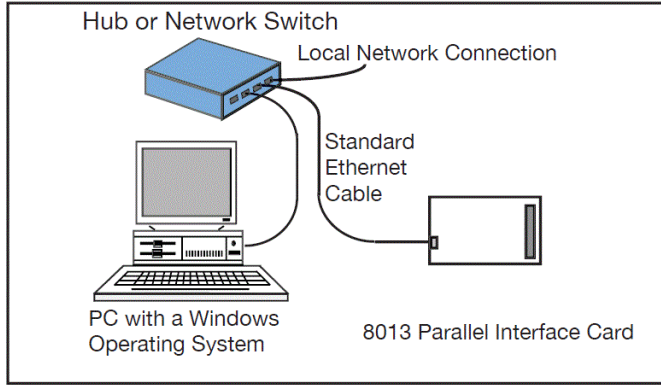 Hub or Network Switch
Local Network Connection
Standard
Ethernet
Cable
PC with a Windows
Operating System
8013 Parallel Interface Card